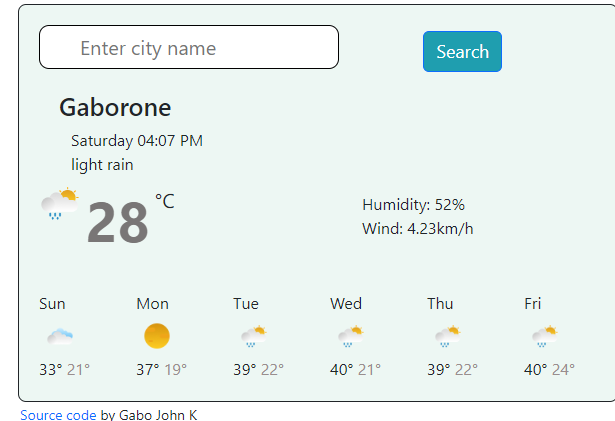 Enter city name
Search
Gaborone
Saturday 04:07 PM
light rain
28 °C
Humidity: 52%
Wind: 4.23km/h
Sun Mon Tue Wed Thu Fri
33° 21° 37° 19° 39° 22° 40° 21° 39° 22° 40° 24°
Source code by Gabo John K